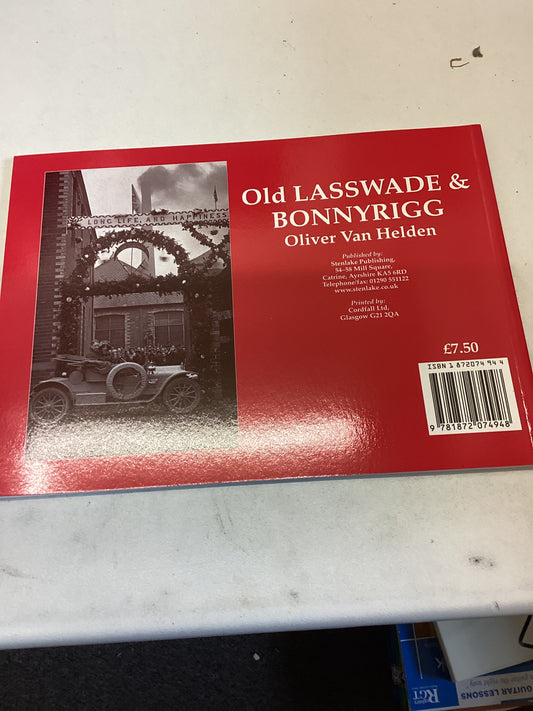 LONG LIFE, AND HAPPINESS
Old LASSWADE &
BONNYRIGG
Oliver Van Helden
Published by:
Stenlake Publishing,
54-58 Mill Square,
Catrine, Ayrshire KA5 6RD
Telephone/fax: 01290 551122
www.stenlake.co.uk
Printed by:
Cordfall Ltd,
Glasgow G21 2QA
£7.50
ISBN 1 872074 94 4
9 781872 074948
RGT
GUITAR LESSONS